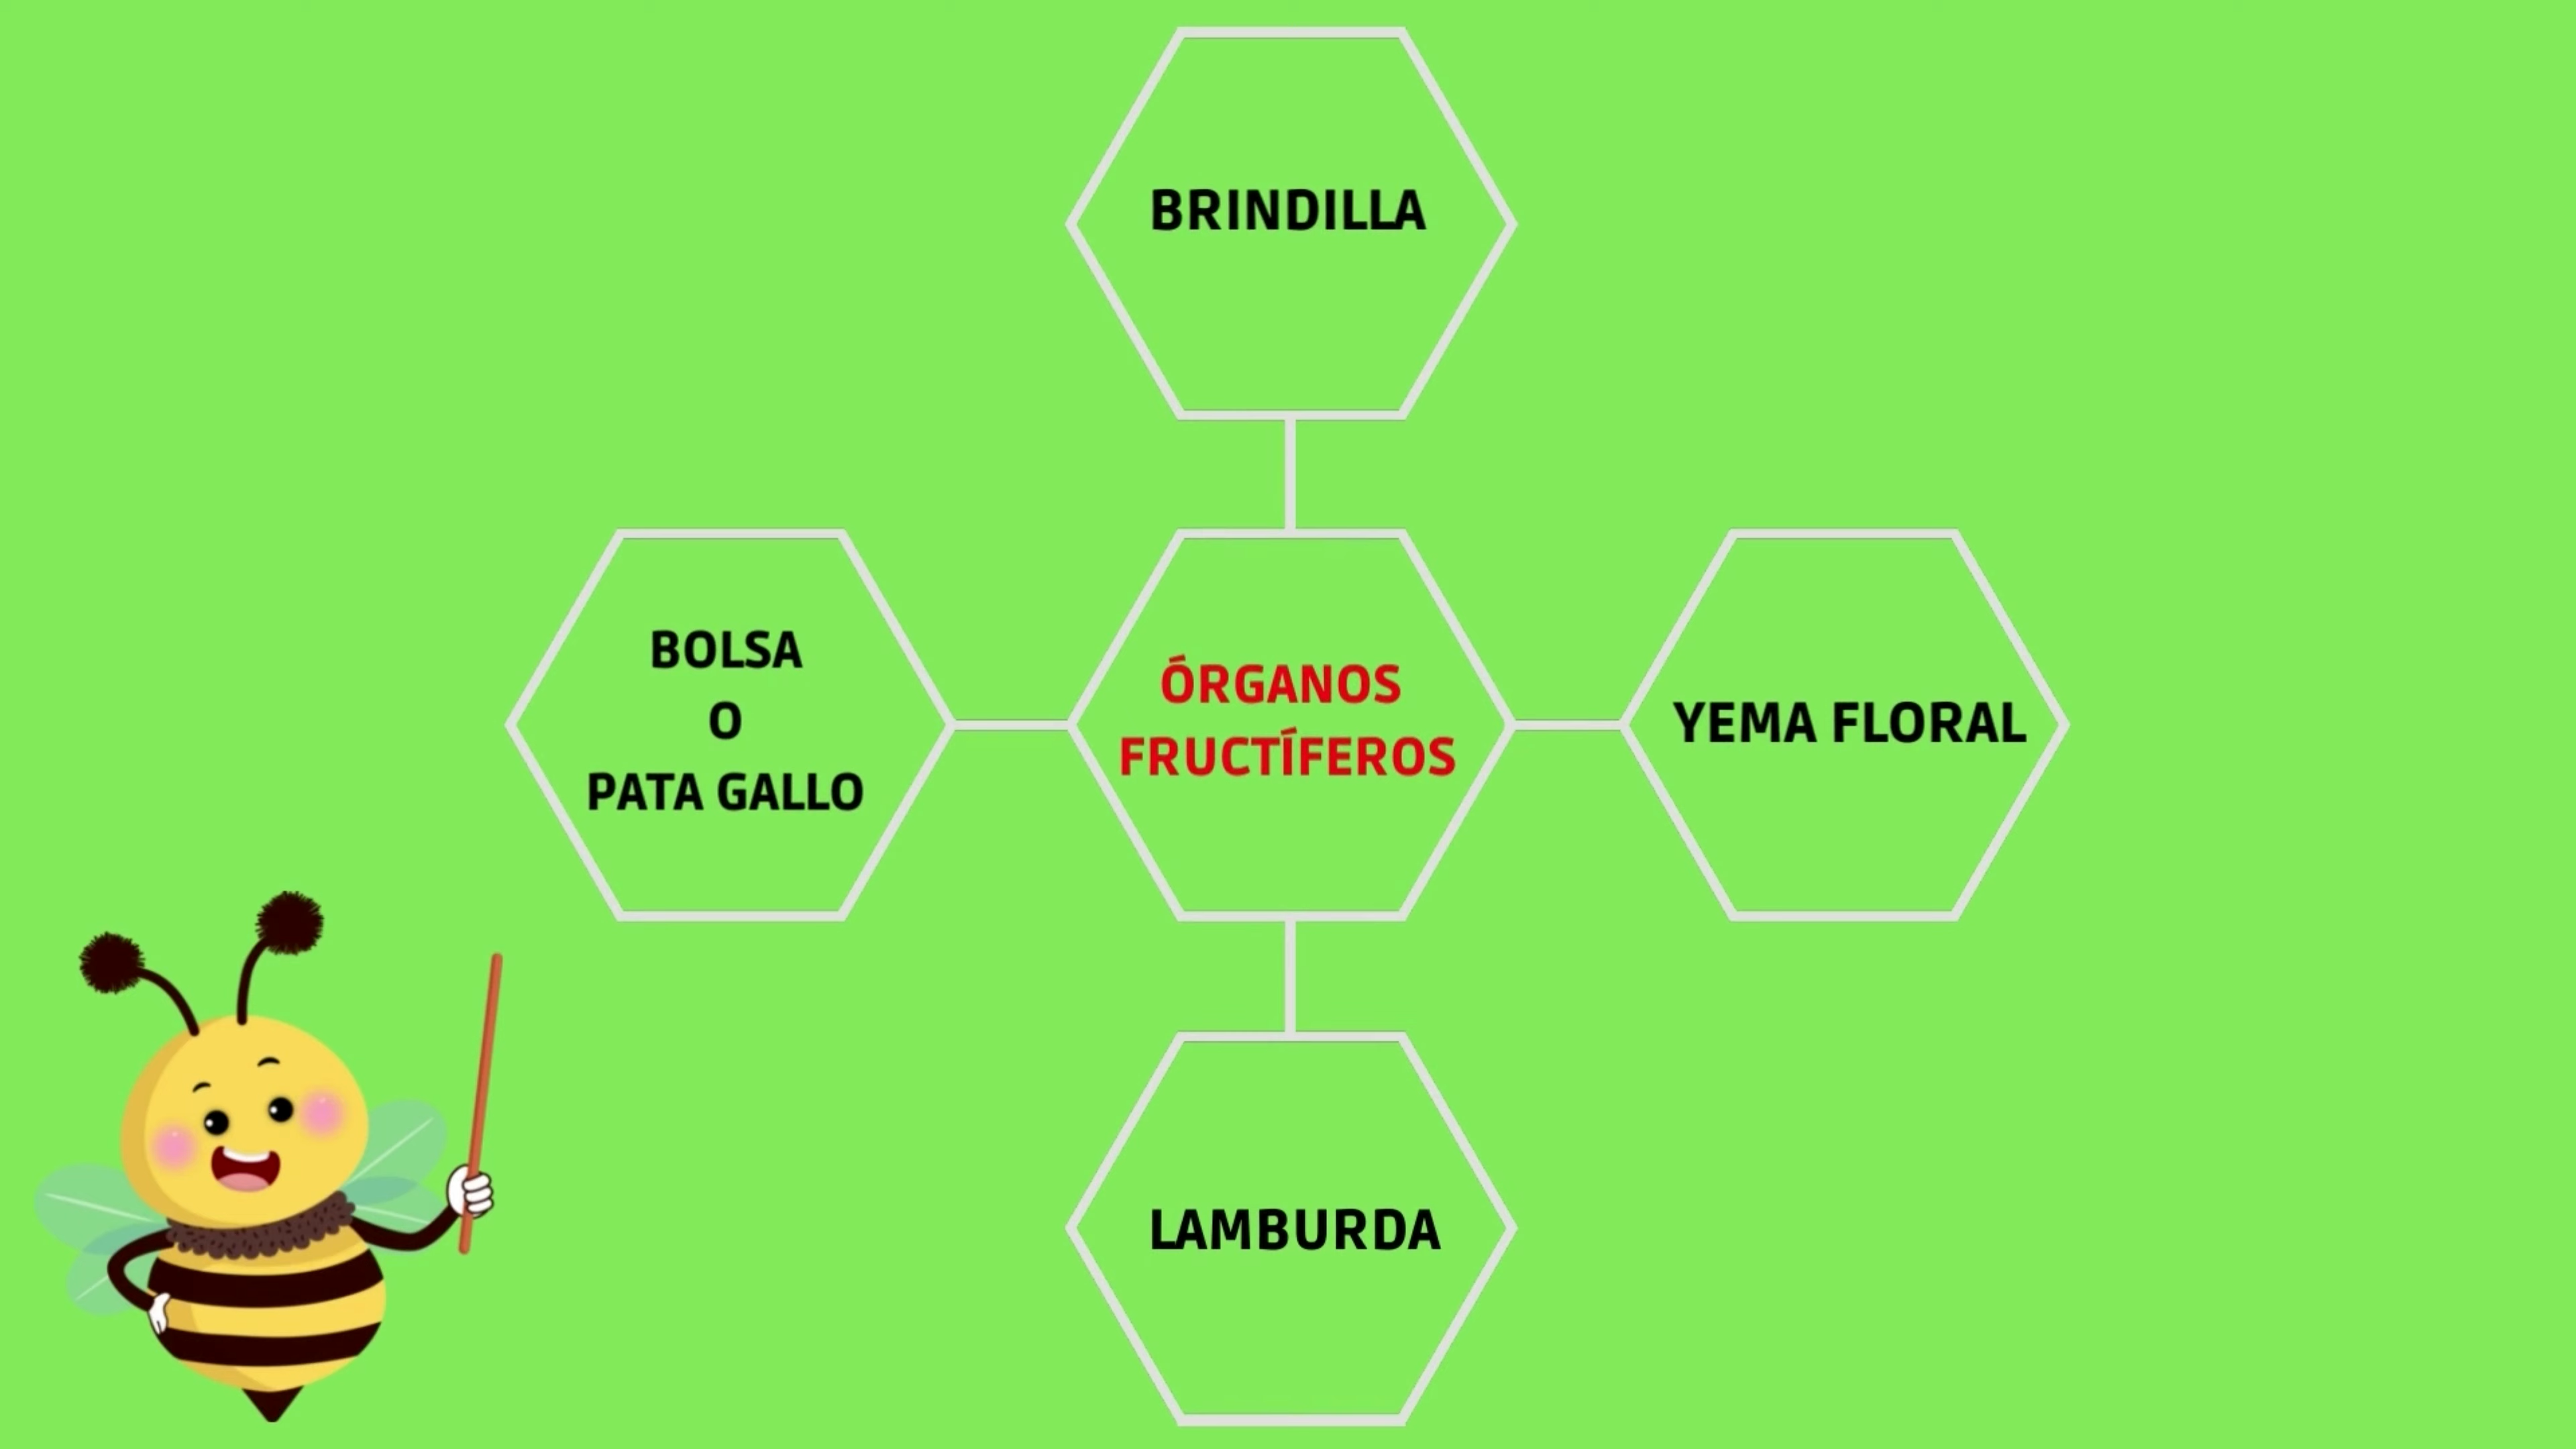 BRINDILLA
BOLSA
O
PATA GALLO
ÓRGANOS
FRUCTÍFEROS
YEMA FLORAL
LAMBURDA